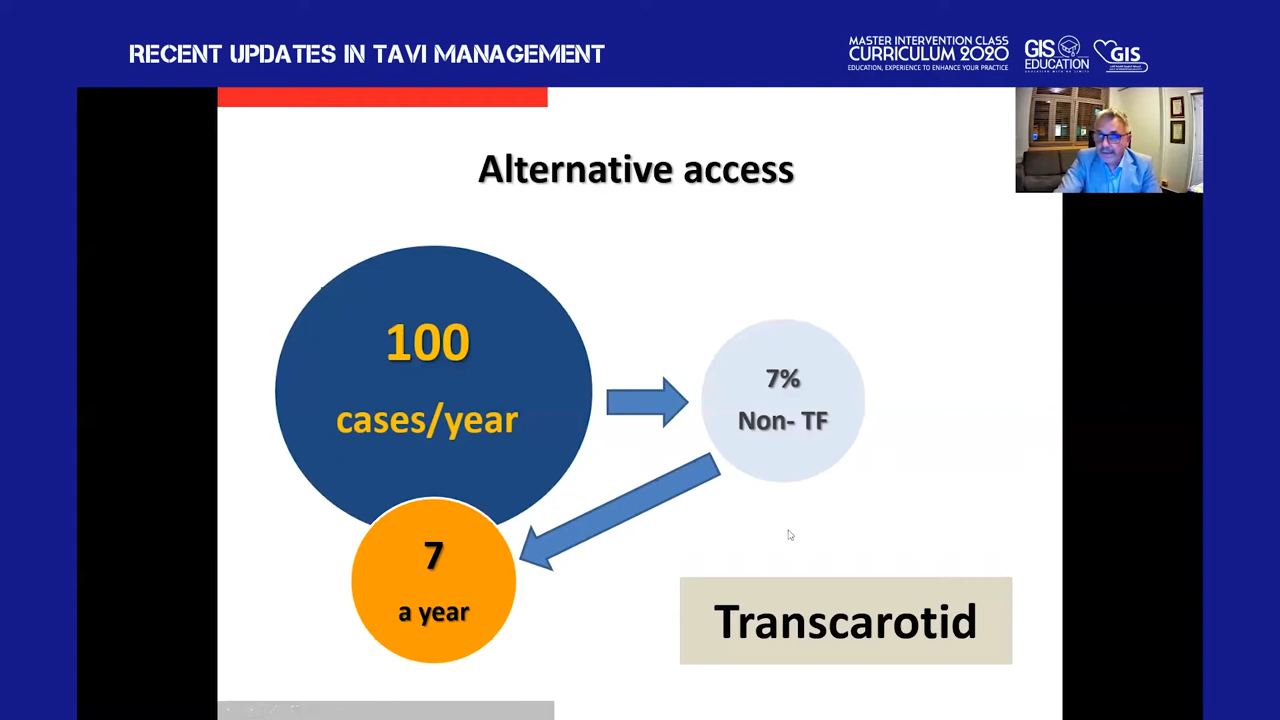 RECENT UPDATES IN TAVI MANAGEMENT
MASTER INTERVENTION CLASS
CURRICULUM 2020
EDUCATION, EXPERIENCE TO ENHANCE YOUR PRACTICE
GIS
EDUCATION
GIS
Alternative access
100
cases/year
7%
Non- TF
7
a year
Transcarotid